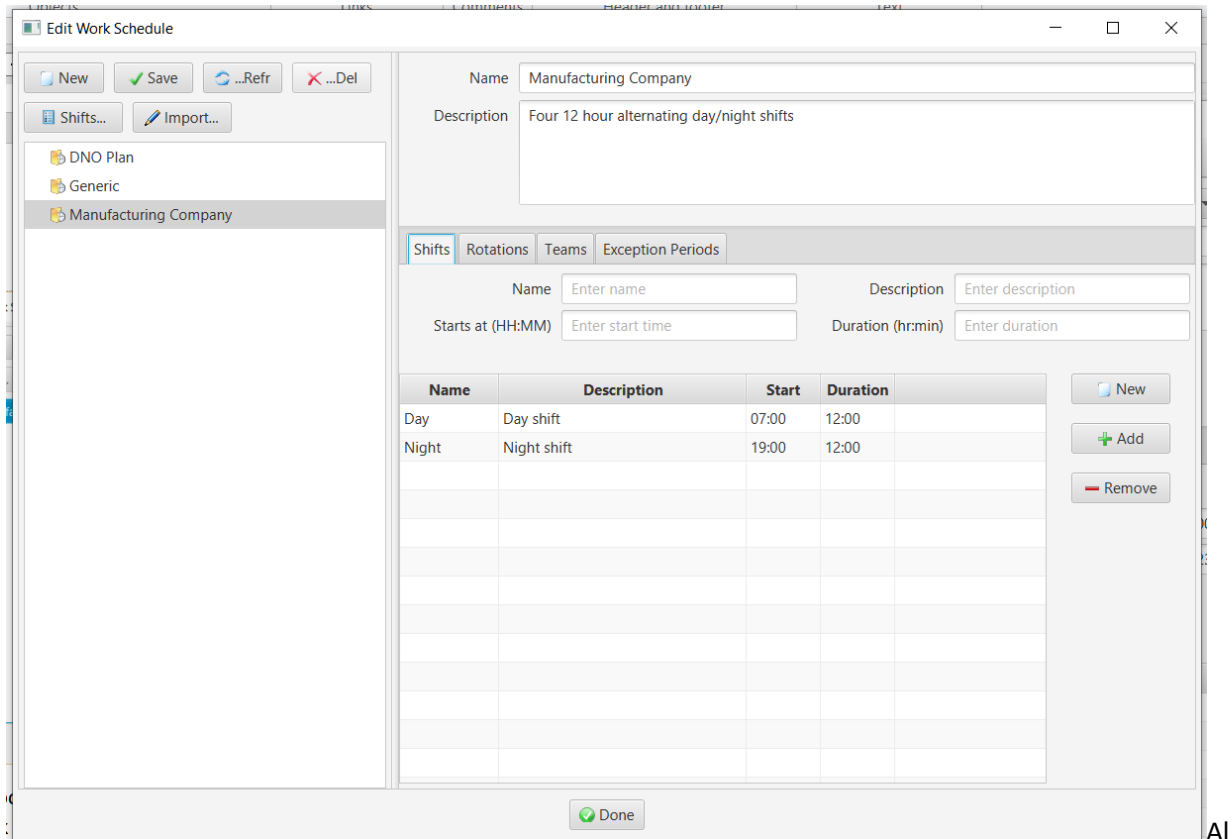 Edit Work Schedule
New Save ...Refr ...Del
Shifts... Import...
DNO Plan
Generic
Manufacturing Company
Name Manufacturing Company
Description Four 12 hour alternating day/night shifts
Shifts Rotations Teams Exception Periods
Name Enter name Description Enter description
Starts at (HH:MM) Enter start time Duration (hr:min) Enter duration
Name Description Start Duration
Day Day shift 07:00 12:00
Night Night shift 19:00 12:00
New
Add
Remove
Done
Al